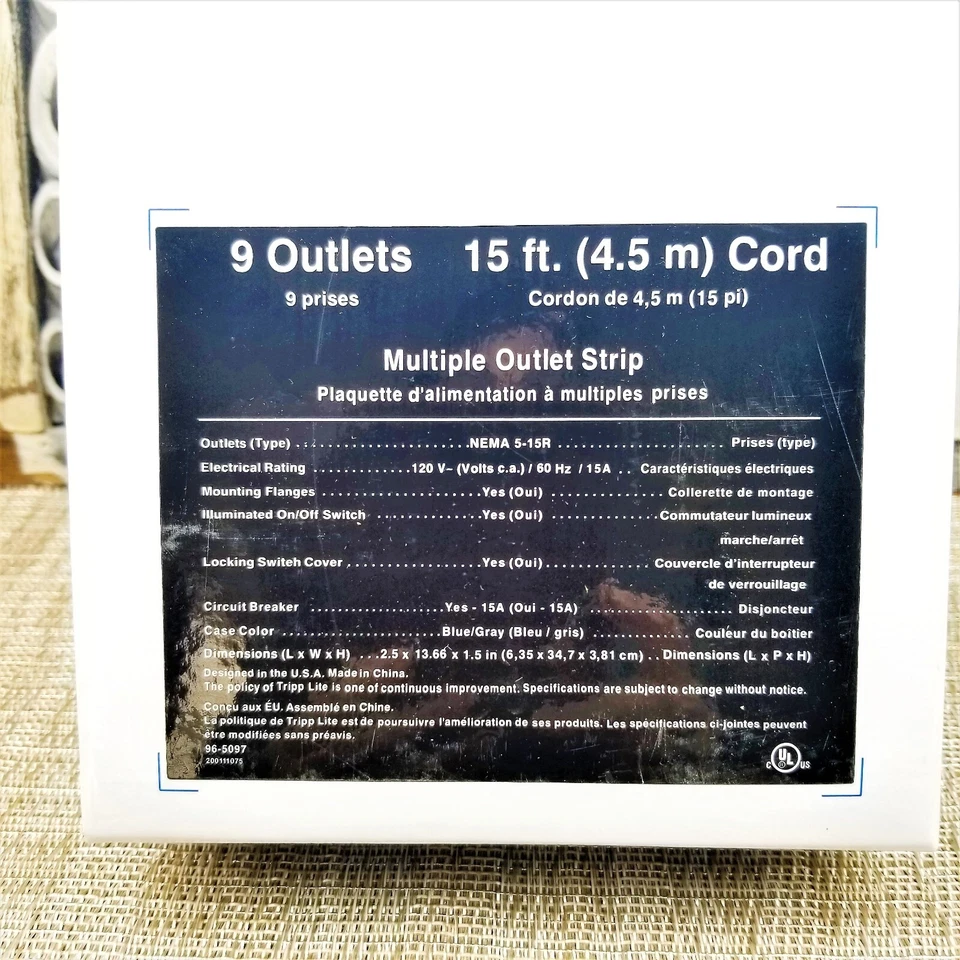 9 Outlets 15 ft. (4.5 m) Cord
9 prises Cordon de 4,5 m (15 pi)
Multiple Outlet Strip
Plaquette d'alimentation à multiples prises
Outlets (Type) ......................NEMA 5-15R ..................... Prises (type)
Electrical Rating ............120 V~ (Volts c.a.) / 60 Hz / 15A .. Caractéristiques électriques
Mounting Flanges .....................Yes (Oui) .............. Collerette de montage
Illuminated On/Off Switch .............Yes (Oui) .............Commutateur lumineux
marche/arrêt
Locking Switch Cover .................Yes (Oui)............. Couvercle d'interrupteur
de verrouillage
Circuit Breaker .................Yes - 15A (Oui - 15A) .................. Disjoncteur
Case Color ....................Blue/Gray (Bleu / gris) ............ Couleur du boîtier
Dimensions (L x W x H) ...2.5 x 13.66 x 1.5 in (6,35 x 34,7 x 3,81 cm) .. Dimensions (L x P x H)
Designed in the U.S.A. Made in China.
The policy of Tripp Lite is one of continuous improvement. Specifications are subject to change without notice.
Conçu aux ÉU. Assemblé en Chine.
La politique de Tripp Lite est de poursuivre l'amélioration de ses produits. Les spécifications ci-jointes peuvent
être modifiées sans préavis.
96-5097
200111075
c UL ® US